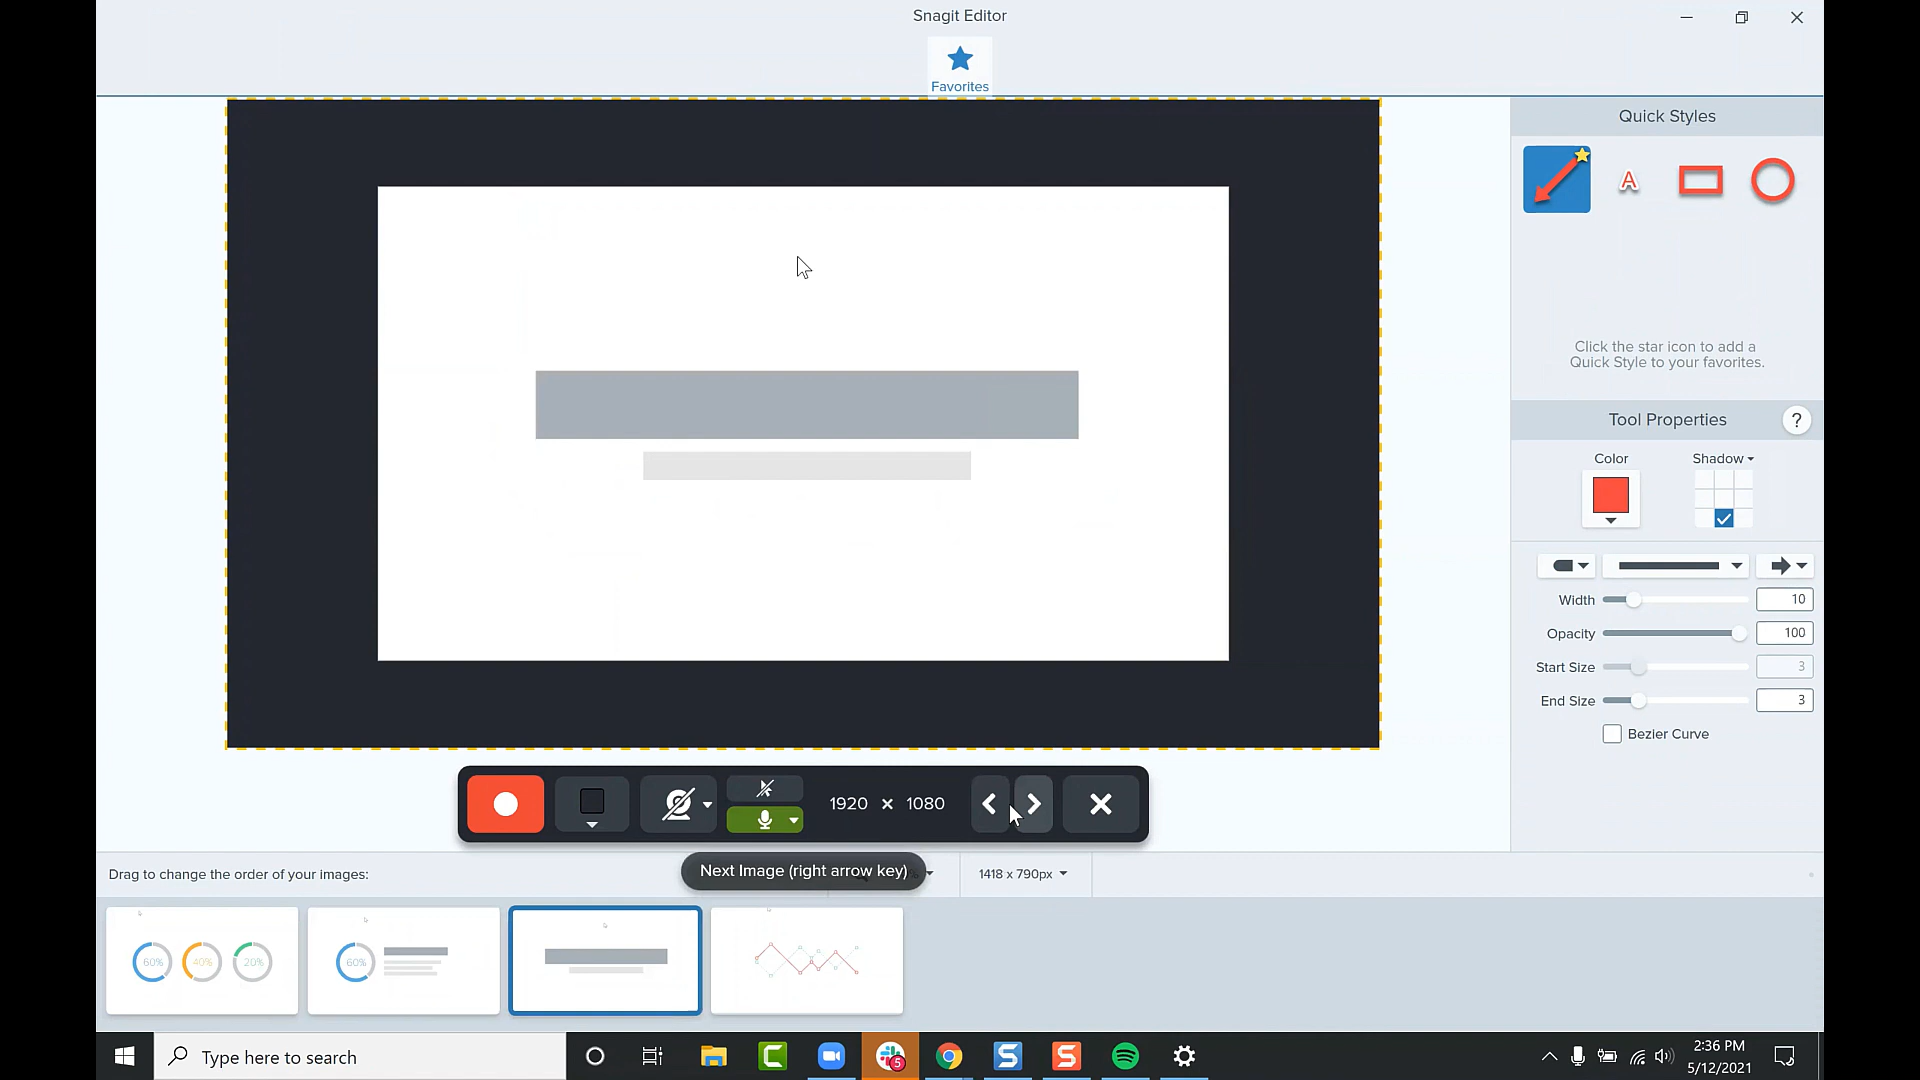 Snagit Editor
Favorites
Quick Styles
A
Click the star icon to add a
Quick Style to your favorites.
Tool Properties
?
Color
Shadow
Width
10
Opacity
100
Start Size
3
End Size
3
Bezier Curve
1920 × 1080
Next Image (right arrow key)
Drag to change the order of your images:
1418 x 790px
60%
40%
20%
60%
Type here to search
5
2:36 PM
5/12/2021